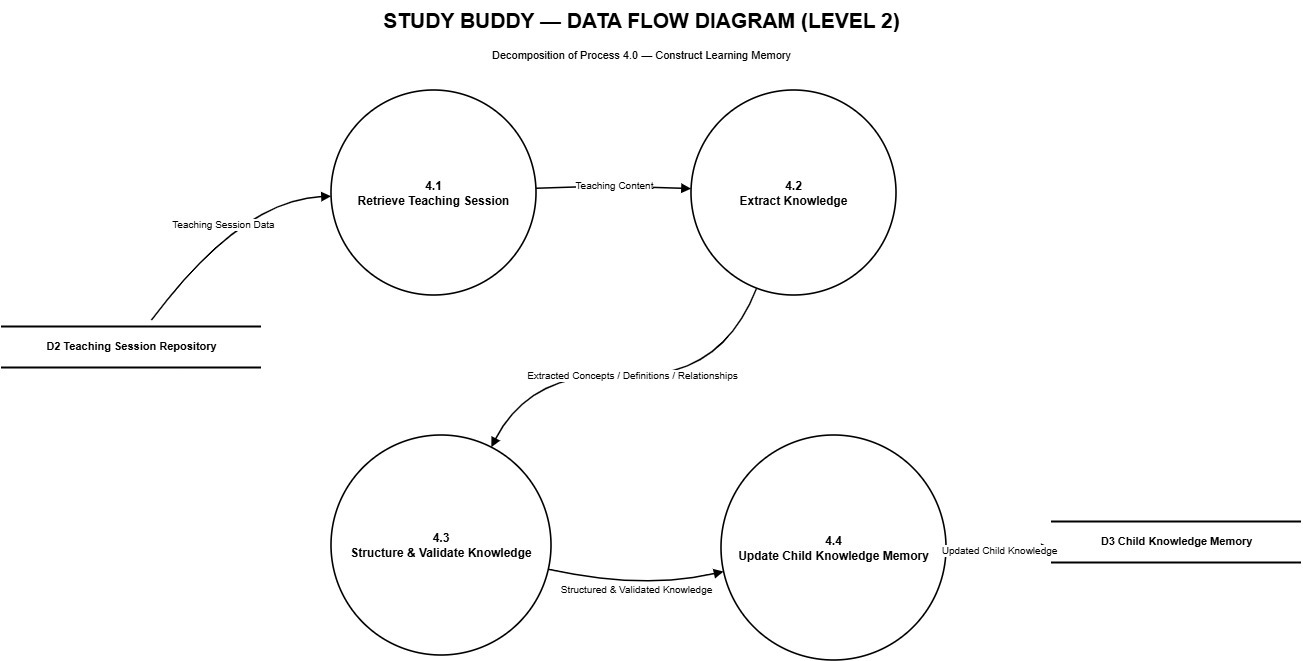 STUDY BUDDY — DATA FLOW DIAGRAM (LEVEL 2)
Decomposition of Process 4.0 — Construct Learning Memory
4.1
Retrieve Teaching Session
Teaching Content
4.2
Extract Knowledge
Teaching Session Data
D2 Teaching Session Repository
Extracted Concepts / Definitions / Relationships
4.3
Structure & Validate Knowledge
Structured & Validated Knowledge
4.4
Update Child Knowledge Memory
Updated Child Knowledge
D3 Child Knowledge Memory